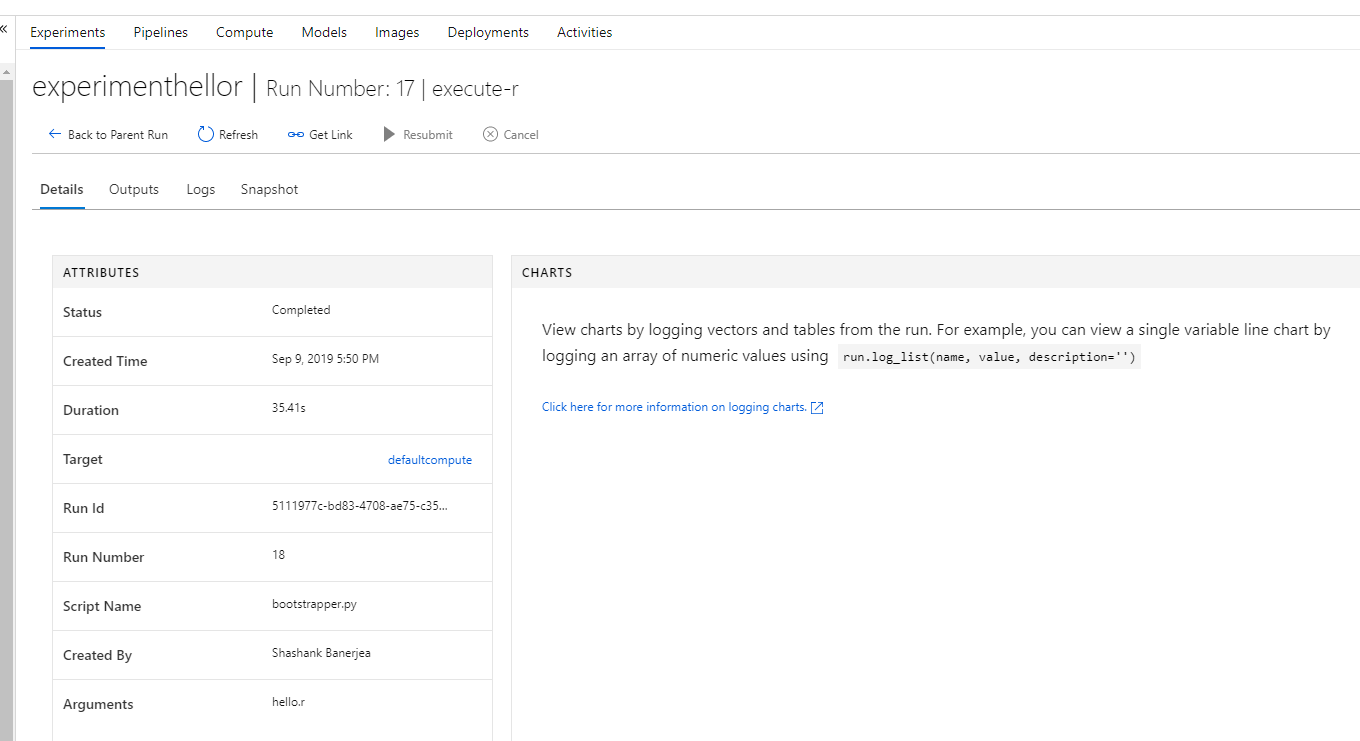 Experiments Pipelines Compute Models Images Deployments Activities
experimenthellor | Run Number: 17 | execute-r
Back to Parent Run Refresh Get Link Resubmit Cancel
Details Outputs Logs Snapshot
ATTRIBUTES
Status Completed
Created Time Sep 9, 2019 5:50 PM
Duration 35.41s
Target defaultcompute
Run Id 5111977c-bd83-4708-ae75-c35...
Run Number 18
Script Name bootstrapper.py
Created By Shashank Banerjea
Arguments hello.r
CHARTS
View charts by logging vectors and tables from the run. For example, you can view a single variable line chart by
logging an array of numeric values using run.log_list(name, value, description='')
Click here for more information on logging charts.